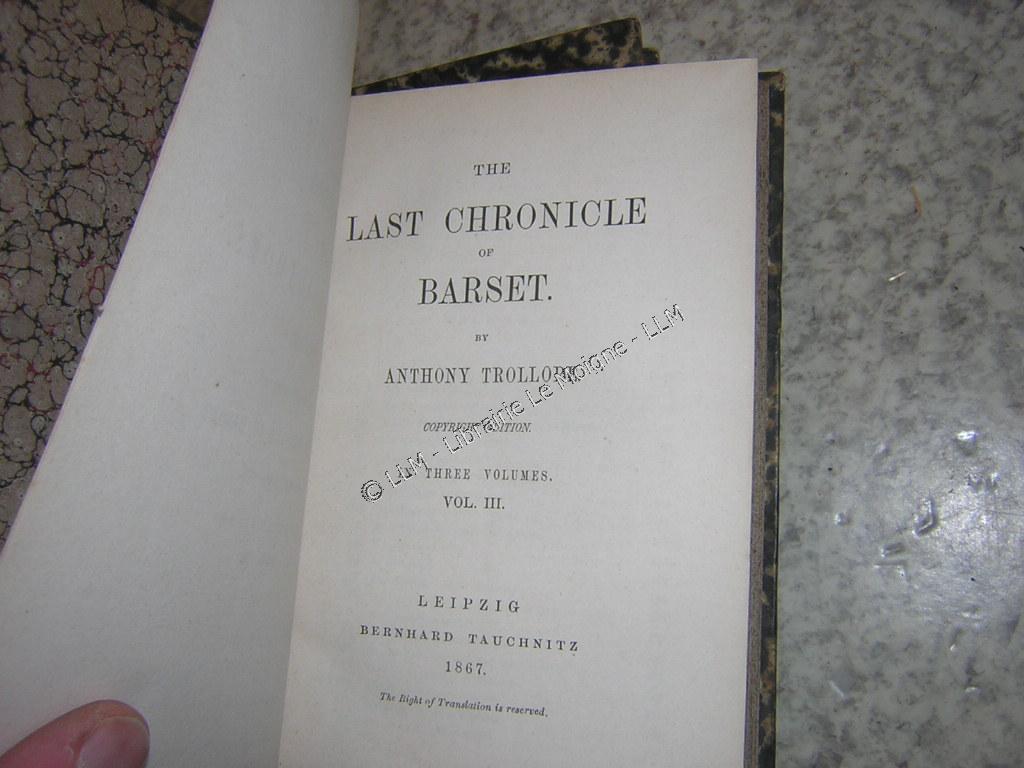 THE
LAST CHRONICLE
OF
BARSET.
BY
ANTHONY TROLLOPE.
COPYRIGHT EDITION.
IN THREE VOLUMES.
VOL. III.
© LLM - Librairie Le Moigne - LLM
LEIPZIG
BERNHARD TAUCHNITZ
1867.
The Right of Translation is reserved.